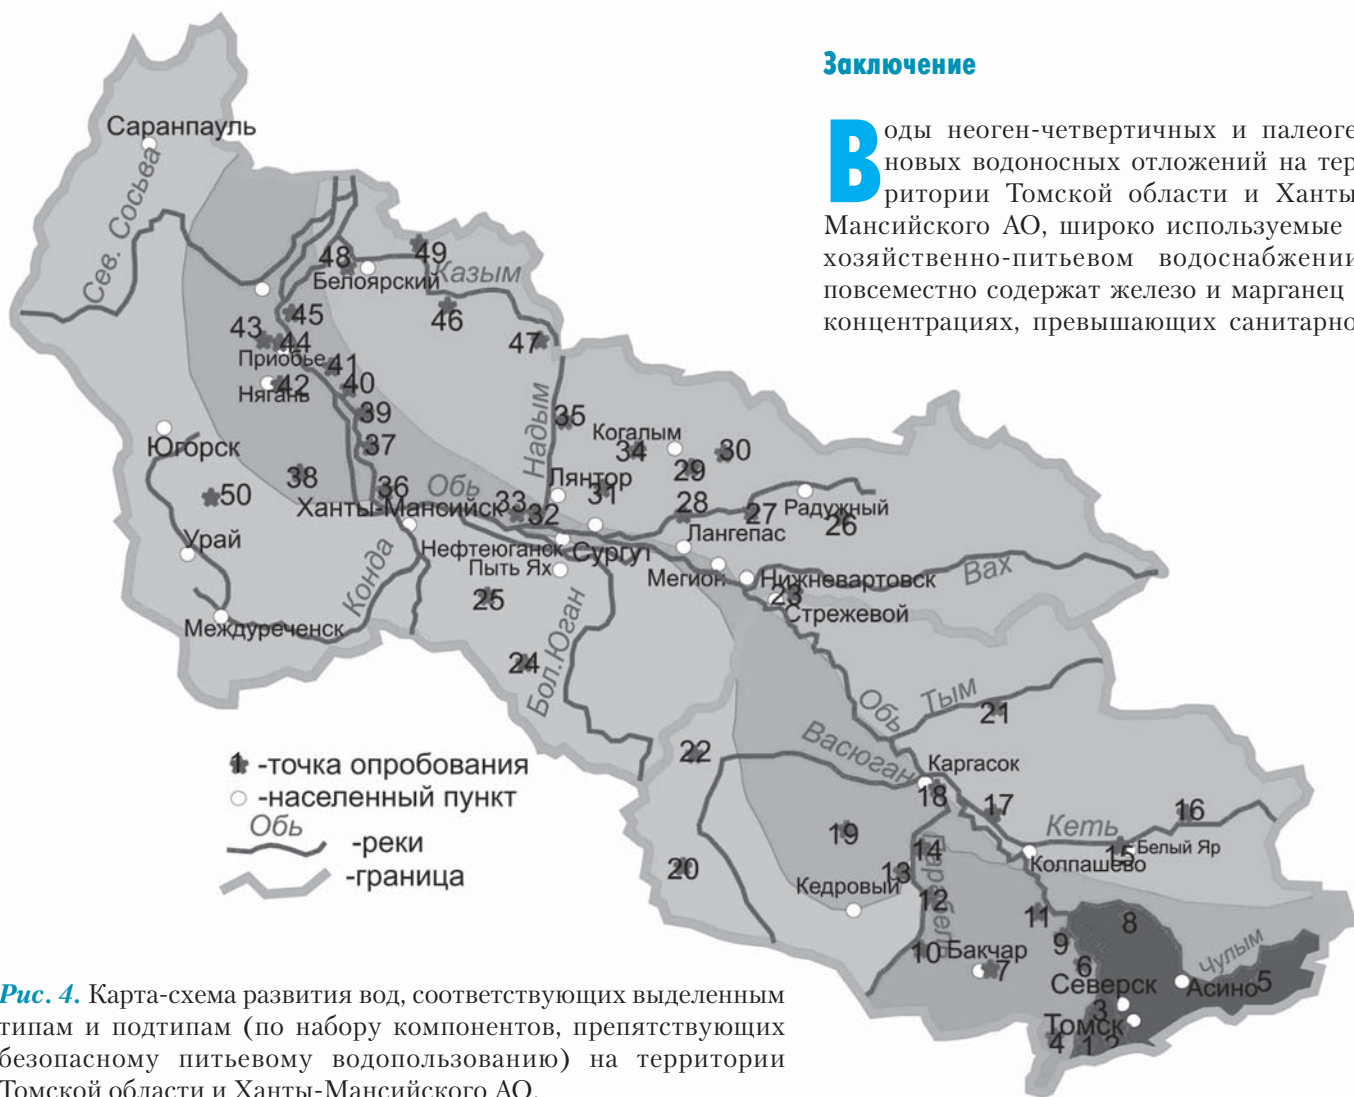 Заключение
Воды неоген-четвертичных и палеоге
новых водоносных отложений на тер
ритории Томской области и Ханты
Мансийского АО, широко используемые
хозяйственно-питьевом водоснабжении
повсеместно содержат железо и марганец
концентрациях, превышающих санитарно
Саранпауль
Сев. Сосьва
49
48
Белоярский
Казым
46
45
43
44
47
Приобье
41
42
40
Нягань
39
Надым
35
Когалым
34
30
37
Югорск
29
38
Лянтор
50
36
Обь
31
28
Радужный
Ханты-Мансийск
33
32
27
26
Лангепас
Урай
Нефтеюганск
Сургут
Пыть Ях
Мегион
Нижневартовск
Вах
Конда
25
23
Стрежевой
Междуреченск
24
Бол.Юган
Обь
Тым
21
22
Васюган
Каргасок
18
17
16
19
Кеть
14
15
Белый Яр
Колпашево
20
13
Кедровый
12
Парабель
11
8
9
10
Бакчар
7
6
Чулым
Северск
Асино
5
3
Томск
4
1
2
1 -точка опробования
-населенный пункт
Обь
-реки
-граница
Рис. 4. Карта-схема развития вод, соответствующих выделенным
типам и подтипам (по набору компонентов, препятствующих
безопасному питьевому водопользованию) на территории
Томской области и Ханты-Мансийского АО.